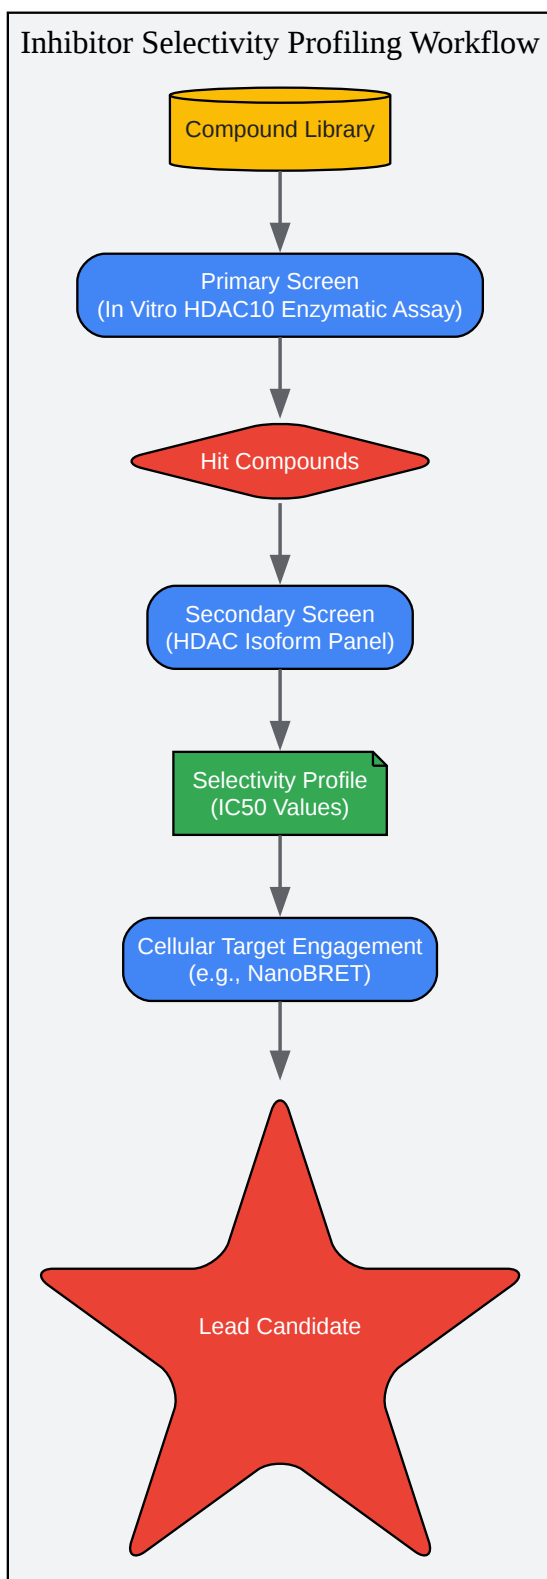 Inhibitor Selectivity Profiling Workflow
Compound Library
Primary Screen
(In Vitro HDAC10 Enzymatic Assay)
Hit Compounds
Secondary Screen
(HDAC Isoform Panel)
Selectivity Profile
(IC50 Values)
Cellular Target Engagement
(e.g., NanoBRET)
Lead Candidate